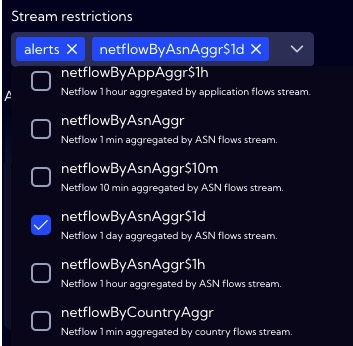 Stream restrictions
alerts netflowByAsnAggr$1d
netflowByAppAggr$1h
Netflow 1 hour aggregated by application flows stream.
netflowByAsnAggr
Netflow 1 min aggregated by ASN flows stream.
netflowByAsnAggr$10m
Netflow 10 min aggregated by ASN flows stream.
netflowByAsnAggr$1d
Netflow 1 day aggregated by ASN flows stream.
netflowByAsnAggr$1h
Netflow 1 hour aggregated by ASN flows stream.
netflowByCountryAggr
Netflow 1 min aggregated by country flows stream.